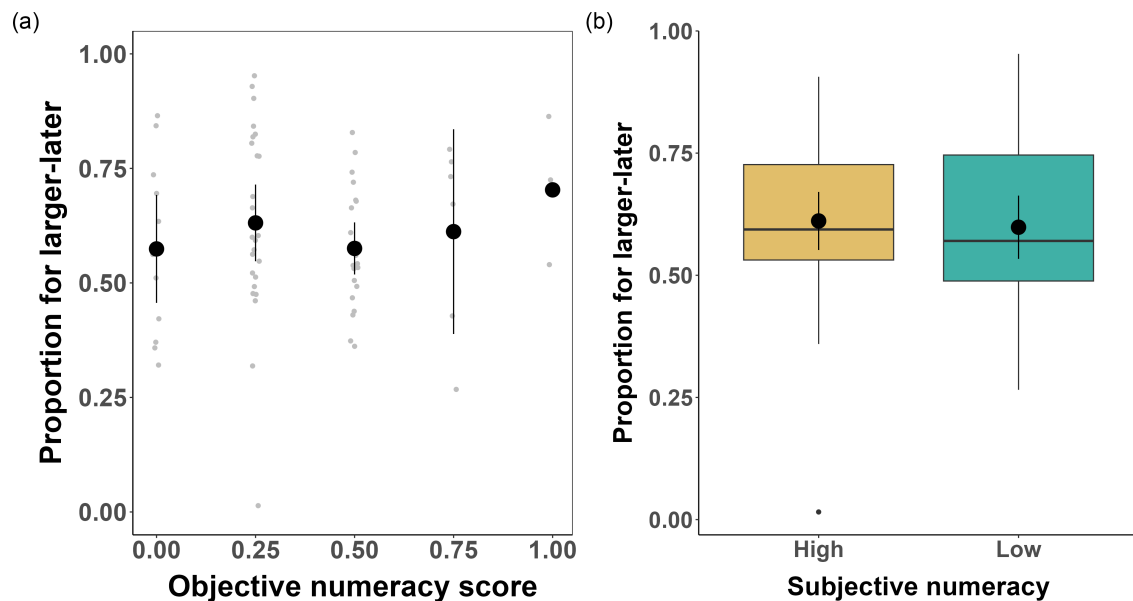 (a)
Proportion for larger-later
1.00
0.75
0.50
0.25
0.00
0.00 0.25 0.50 0.75 1.00
Objective numeracy score
(b)
Proportion for larger-later
1.00
0.75
0.50
0.25
0.00
High Low
Subjective numeracy